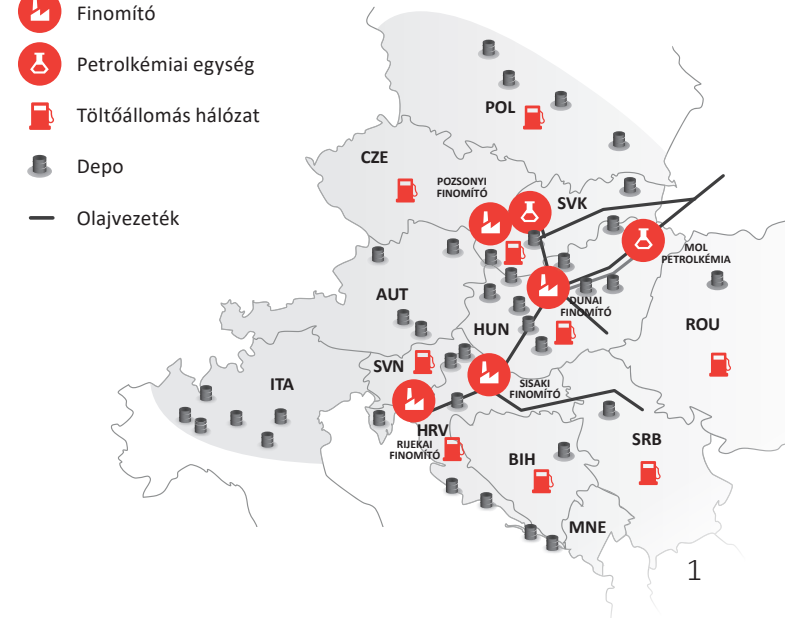 Finomító
Petrolkémiai egység
Töltőállomás hálózat
Depo
Olajvezeték
POL
CZE
POZSONYI
FINOMÍTÓ
SVK
MOL
PETROLKÉMIA
AUT
DUNAI
FINOMÍTÓ
HUN
ROU
SVN
ITA
SISAKI
FINOMÍTÓ
HRV
RIJEKAI
FINOMÍTÓ
BIH
SRB
MNE
1